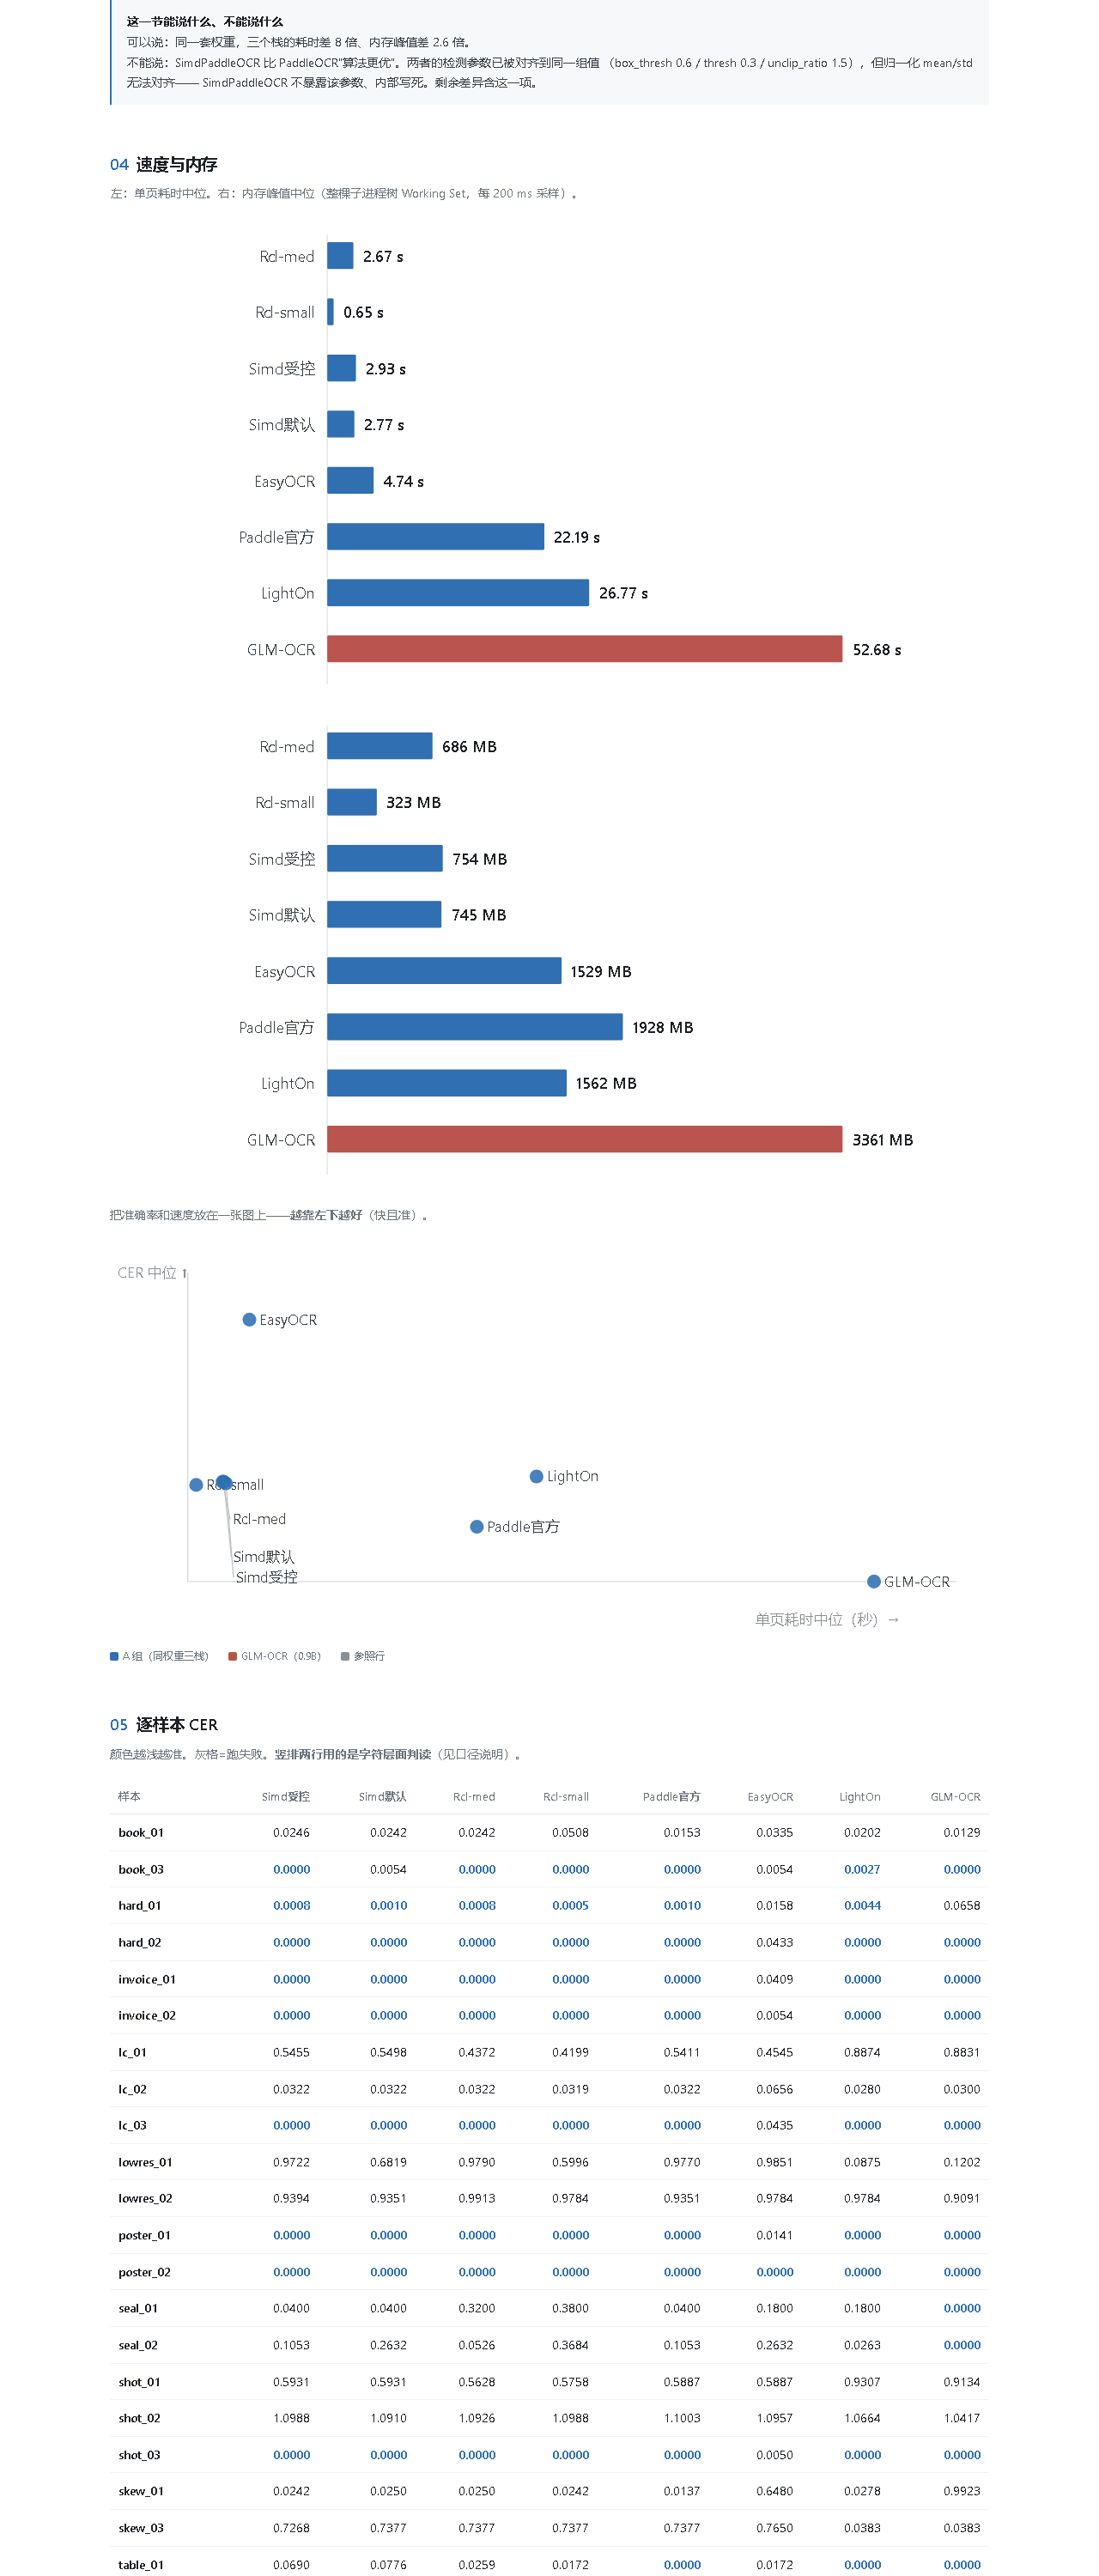 这一节能说什么、不能说什么
可以说：同一套权重，三个栈的耗时差 8 倍、内存峰值差 2.6 倍。
不能说：SimdPaddleOCR 比 PaddleOCR"算法更优"。两者的检测参数已被对齐到同一组值 （box_thresh 0.6 / thresh 0.3 / unclip_ratio 1.5），但归一化 mean/std
无法对齐—— SimdPaddleOCR 不暴露该参数、内部写死。剩余差异含这一项。
04 速度与内存
左：单页耗时中位。右：内存峰值中位（整棵子进程树 Working Set，每 200 ms 采样）。
Rcl-med 2.67 s
Rcl-small 0.65 s
Simd受控 2.93 s
Simd默认 2.77 s
EasyOCR 4.74 s
Paddle官方 22.19 s
LightOn 26.77 s
GLM-OCR 52.68 s
Rcl-med 686 MB
Rcl-small 323 MB
Simd受控 754 MB
Simd默认 745 MB
EasyOCR 1529 MB
Paddle官方 1928 MB
LightOn 1562 MB
GLM-OCR 3361 MB
把准确率和速度放在一张图上——越靠左下越好（快且准）。
CER 中位 ↑
EasyOCR
LightOn
Rcl-small
Rcl-med
Paddle官方
Simd默认
Simd受控
GLM-OCR
单页耗时中位（秒）→
A 组（同权重三栈） GLM-OCR（0.9B） 参照行
05 逐样本 CER
颜色越浅越准。灰格=跑失败。竖排两行用的是字符层面判读（见口径说明）。
样本 Simd受控 Simd默认 Rcl-med Rcl-small Paddle官方 EasyOCR LightOn GLM-OCR
book_01 0.0246 0.0242 0.0242 0.0508 0.0153 0.0335 0.0202 0.0129
book_03 0.0000 0.0054 0.0000 0.0000 0.0000 0.0054 0.0027 0.0000
hard_01 0.0008 0.0010 0.0008 0.0005 0.0010 0.0158 0.0044 0.0658
hard_02 0.0000 0.0000 0.0000 0.0000 0.0000 0.0433 0.0000 0.0000
invoice_01 0.0000 0.0000 0.0000 0.0000 0.0000 0.0409 0.0000 0.0000
invoice_02 0.0000 0.0000 0.0000 0.0000 0.0000 0.0054 0.0000 0.0000
lc_01 0.5455 0.5498 0.4372 0.4199 0.5411 0.4545 0.8874 0.8831
lc_02 0.0322 0.0322 0.0322 0.0319 0.0322 0.0656 0.0280 0.0300
lc_03 0.0000 0.0000 0.0000 0.0000 0.0000 0.0435 0.0000 0.0000
lowres_01 0.9722 0.6819 0.9790 0.5996 0.9770 0.9851 0.0875 0.1202
lowres_02 0.9394 0.9351 0.9913 0.9784 0.9351 0.9784 0.9784 0.9091
poster_01 0.0000 0.0000 0.0000 0.0000 0.0000 0.0141 0.0000 0.0000
poster_02 0.0000 0.0000 0.0000 0.0000 0.0000 0.0000 0.0000 0.0000
seal_01 0.0400 0.0400 0.3200 0.3800 0.0400 0.1800 0.1800 0.0000
seal_02 0.1053 0.2632 0.0526 0.3684 0.1053 0.2632 0.0263 0.0000
shot_01 0.5931 0.5931 0.5628 0.5758 0.5887 0.5887 0.9307 0.9134
shot_02 1.0988 1.0910 1.0926 1.0988 1.1003 1.0957 1.0664 1.0417
shot_03 0.0000 0.0000 0.0000 0.0000 0.0000 0.0050 0.0000 0.0000
skew_01 0.0242 0.0250 0.0250 0.0242 0.0137 0.6480 0.0278 0.9923
skew_03 0.7268 0.7377 0.7377 0.7377 0.7377 0.7650 0.0383 0.0383
table_01 0.0690 0.0776 0.0259 0.0172 0.0000 0.0172 0.0000 0.0000